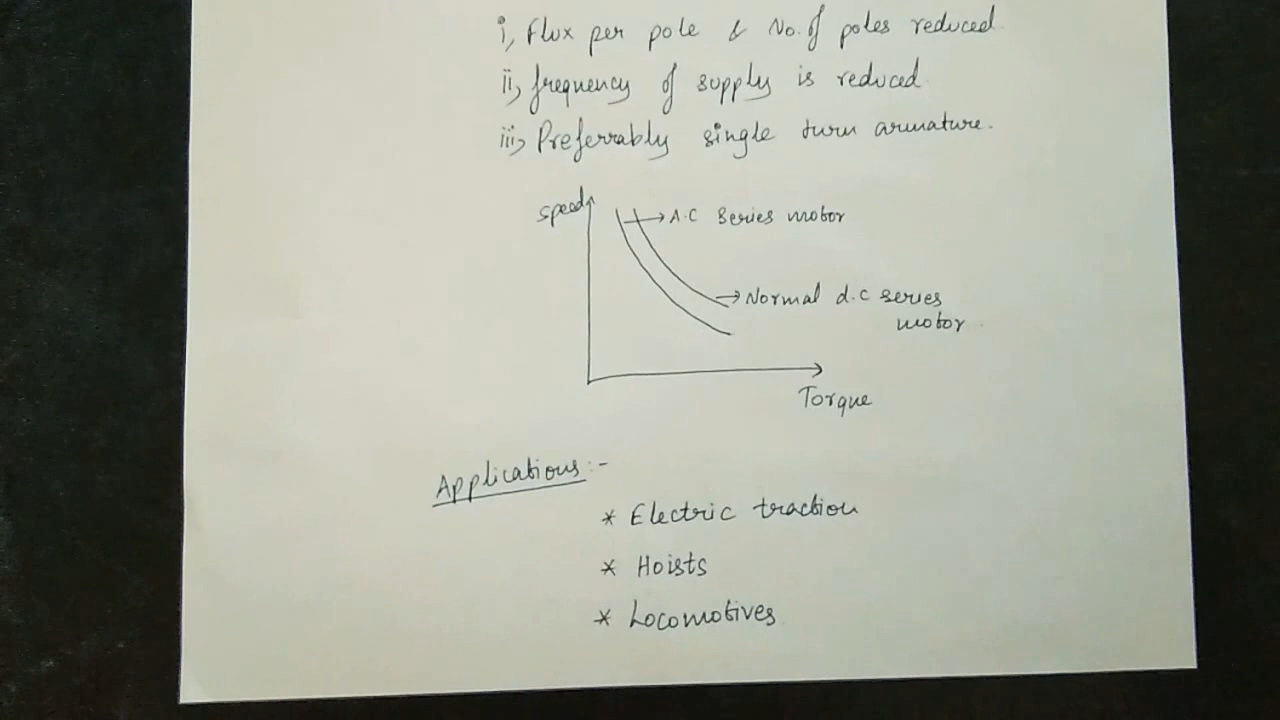 i, Flux per pole & No. of poles reduced.
ii, frequency of supply is reduced.
iii, Preferrably single turn armature.
Speed
A.C Series motor
Normal d.C series
motor
Torque
Applications:-
* Electric traction
* Hoists
* Locomotives